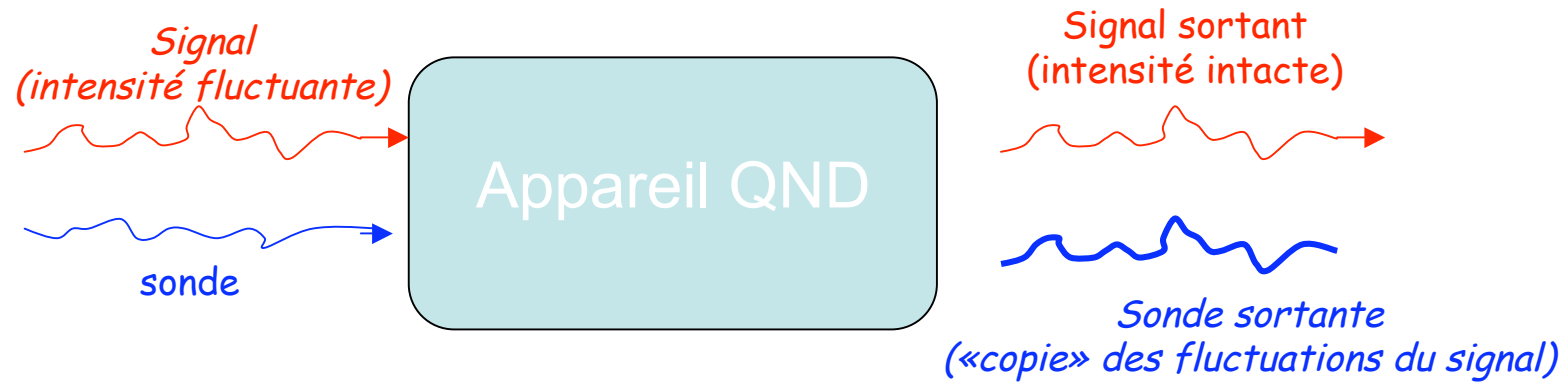 Signal
(intensité fluctuante)
sonde
Appareil QND
Signal sortant
(intensité intacte)
Sonde sortante
(«copie» des fluctuations du signal)